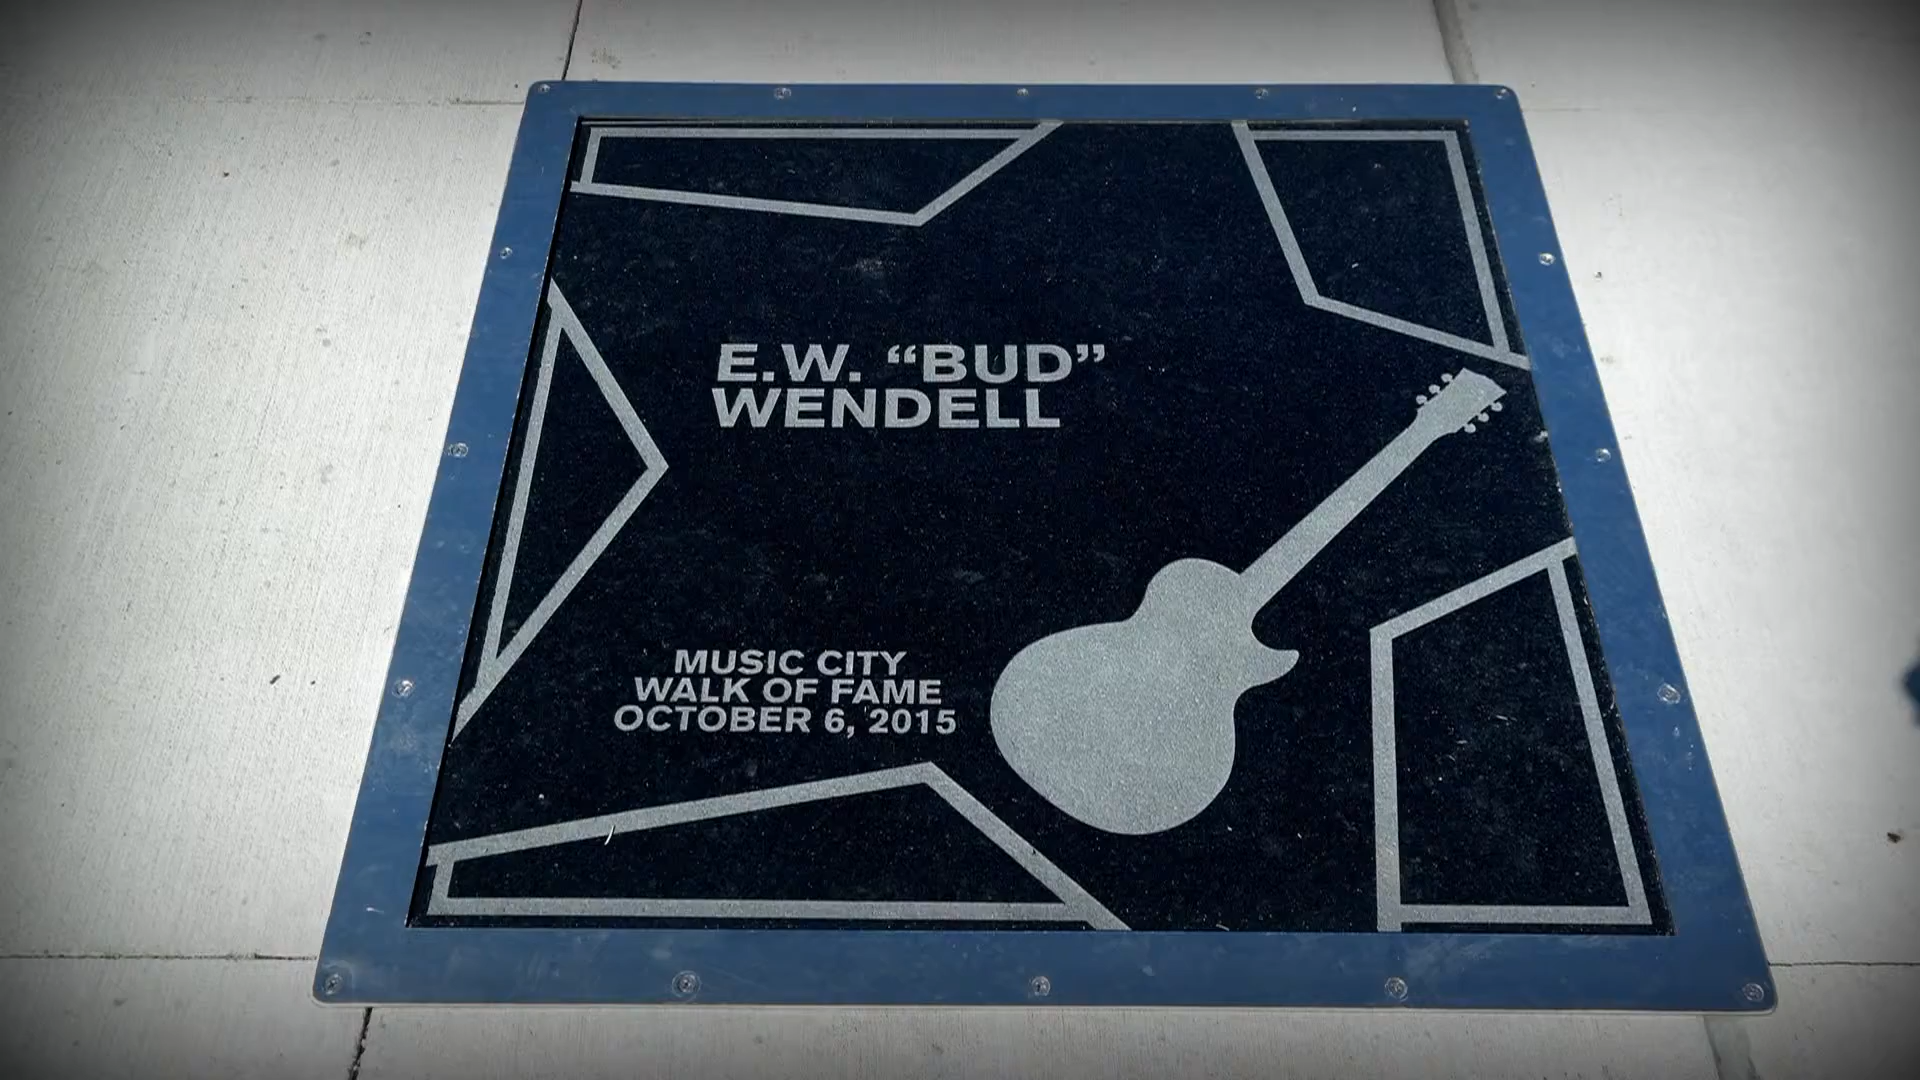 E.W. “BUD”
WENDELL
MUSIC CITY
WALK OF FAME
OCTOBER 6, 2015